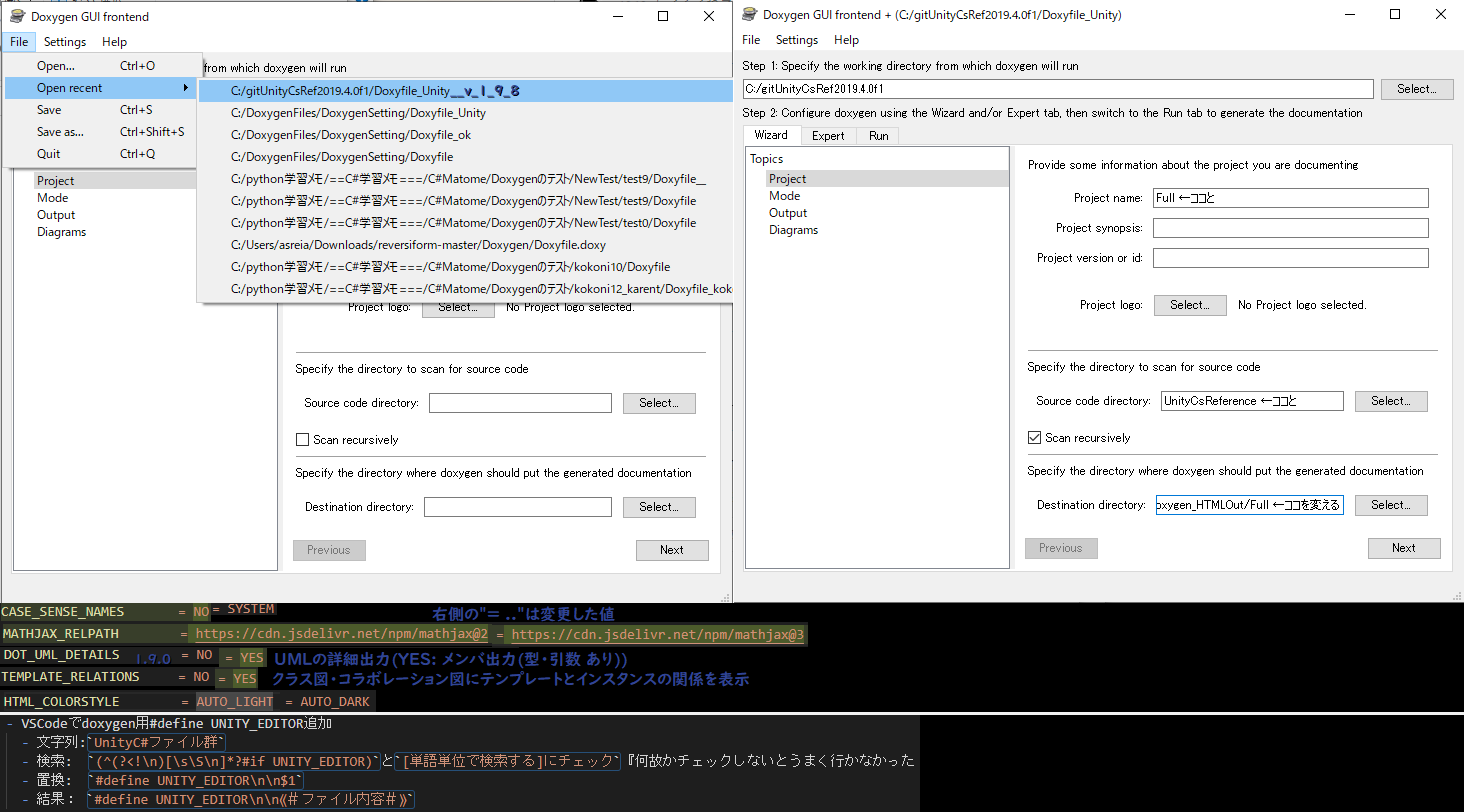 Doxygen GUI frontend
File Settings Help
Open... Ctrl+O
Open recent
Save Ctrl+S
Save as... Ctrl+Shift+S
Quit Ctrl+Q
from which doxygen will run
C:/gitUnityCsRef2019.4.0f1/Doxyfile_Unity__v_1_9_8
C:/DoxygenFiles/DoxygenSetting/Doxyfile_Unity
C:/DoxygenFiles/DoxygenSetting/Doxyfile_ok
C:/DoxygenFiles/DoxygenSetting/Doxyfile
C:/python学習メモ/==C#学習メモ===/C#Matome/Doxygenのテスト/NewTest/test9/Doxyfile__
C:/python学習メモ/==C#学習メモ===/C#Matome/Doxygenのテスト/NewTest/test9/Doxyfile
C:/python学習メモ/==C#学習メモ===/C#Matome/Doxygenのテスト/NewTest/test0/Doxyfile
C:/Users/asreia/Downloads/reversiform-master/Doxygen/Doxyfile.doxy
C:/python学習メモ/==C#学習メモ===/C#Matome/Doxygenのテスト/kokoni10/Doxyfile
C:/python学習メモ/==C#学習メモ===/C#Matome/Doxygenのテスト/kokoni12_karent/Doxyfile_kok
Project
Mode
Output
Diagrams
Project logo: Select... No Project logo selected.
Specify the directory to scan for source code
Source code directory: Select...
Scan recursively
Specify the directory where doxygen should put the generated documentation
Destination directory: Select...
Previous Next
Doxygen GUI frontend + (C:/gitUnityCsRef2019.4.0f1/Doxyfile_Unity)
File Settings Help
Step 1: Specify the working directory from which doxygen will run
C:/gitUnityCsRef2019.4.0f1 Select...
Step 2: Configure doxygen using the Wizard and/or Expert tab, then switch to the Run tab to generate the documentation
Wizard Expert Run
Topics
Project
Mode
Output
Diagrams
Provide some information about the project you are documenting
Project name: Full ←ココと
Project synopsis:
Project version or id:
Project logo: Select... No Project logo selected.
Specify the directory to scan for source code
Source code directory: UnityCsReference ←ココと Select...
Scan recursively
Specify the directory where doxygen should put the generated documentation
Destination directory: oxygen_HTMLOut/Full ←ココを変える Select...
Previous Next
CASE_SENSE_NAMES = NO = SYSTEM 右側の"= .."は変更した値
MATHJAX_RELPATH = https://cdn.jsdelivr.net/npm/mathjax@2 = https://cdn.jsdelivr.net/npm/mathjax@3
DOT_UML_DETAILS 1.9.0 = NO = YES UMLの詳細出力(YES: メンバ出力(型・引数 あり))
TEMPLATE_RELATIONS = NO = YES クラス図・コラボレーション図にテンプレートとインスタンスの関係を表示
HTML_COLORSTYLE = AUTO_LIGHT = AUTO_DARK
- VSCodeでdoxygen用#define UNITY_EDITOR追加
- 文字列:`UnityC#ファイル群`
- 検索: `(^(?<!\n)[\s\S\n]*?#if UNITY_EDITOR)`と`[単語単位で検索する]にチェック`『何故かチェックしないとうまく行かなかった
- 置換: `#define UNITY_EDITOR\n\n$1`
- 結果: `#define UNITY_EDITOR\n\n⟪＃ファイル内容＃⟫`